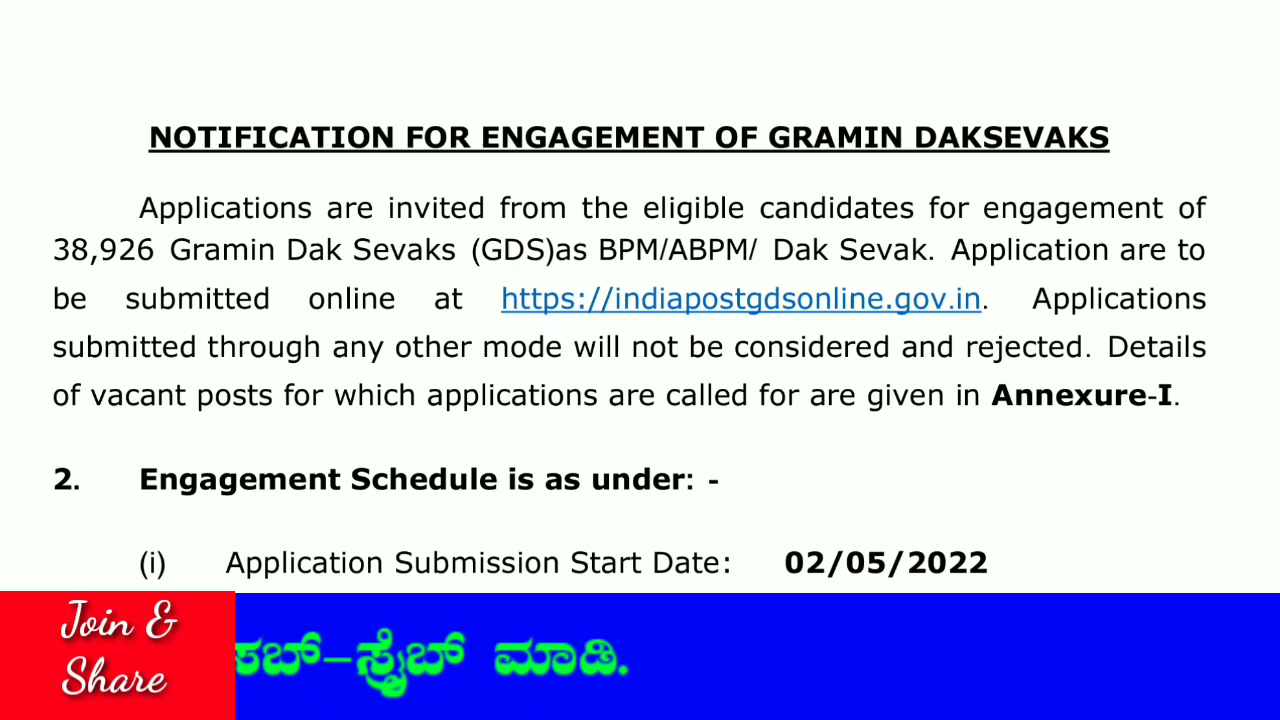 NOTIFICATION FOR ENGAGEMENT OF GRAMIN DAKSEVAKS
Applications are invited from the eligible candidates for engagement of
38,926 Gramin Dak Sevaks (GDS)as BPM/ABPM/ Dak Sevak. Application are to
be submitted online at https://indiapostgdsonline.gov.in. Applications
submitted through any other mode will not be considered and rejected. Details
of vacant posts for which applications are called for are given in Annexure-I.
2. Engagement Schedule is as under: -
(i) Application Submission Start Date: 02/05/2022
Join &
Share
ಸಬ್-ಸ್ಕ್ರೈಬ್ ಮಾಡಿ.